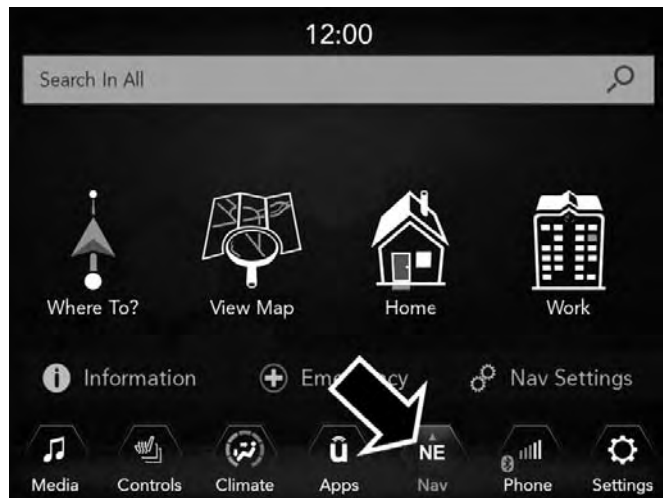 12:00
Search In All
Where To? View Map Home Work
Information Emergency Nav Settings
ū NE
Media Controls Climate Apps Nav Phone Settings